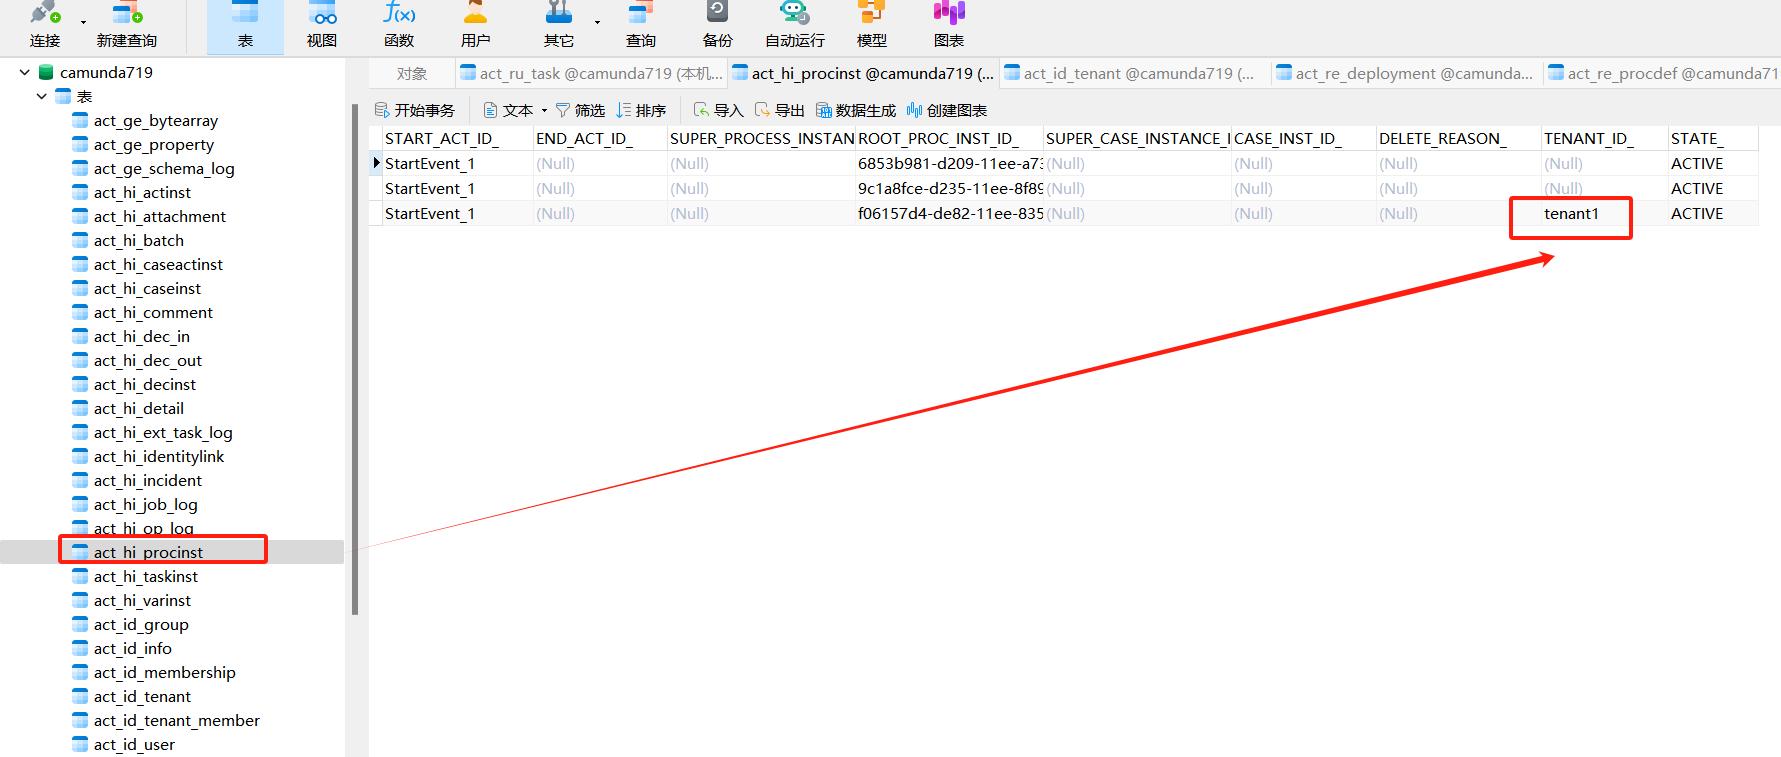 连接
新建查询
表
视图
f(x)
函数
用户
其它
查询
备份
自动运行
模型
图表
camunda719
表
act_ge_bytearray
act_ge_property
act_ge_schema_log
act_hi_actinst
act_hi_attachment
act_hi_batch
act_hi_caseactinst
act_hi_caseinst
act_hi_comment
act_hi_dec_in
act_hi_dec_out
act_hi_decinst
act_hi_detail
act_hi_ext_task_log
act_hi_identitylink
act_hi_incident
act_hi_job_log
act_hi_op_log
act_hi_procinst
act_hi_taskinst
act_hi_varinst
act_id_group
act_id_info
act_id_membership
act_id_tenant
act_id_tenant_member
act_id_user
对象
act_ru_task @camunda719 (本机...
act_hi_procinst @camunda719 (...
act_id_tenant @camunda719 (...
act_re_deployment @camunda...
act_re_procdef @camunda719
开始事务 文本 筛选 排序 导入 导出 数据生成 创建图表
START_ACT_ID_ END_ACT_ID_ SUPER_PROCESS_INSTAN ROOT_PROC_INST_ID_ SUPER_CASE_INSTANCE_I CASE_INST_ID_ DELETE_REASON_ TENANT_ID_ STATE_
StartEvent_1 (Null) (Null) 6853b981-d209-11ee-a73 (Null) (Null) (Null) (Null) ACTIVE
StartEvent_1 (Null) (Null) 9c1a8fce-d235-11ee-8f89 (Null) (Null) (Null) (Null) ACTIVE
StartEvent_1 (Null) (Null) f06157d4-de82-11ee-835 (Null) (Null) (Null) tenant1 ACTIVE